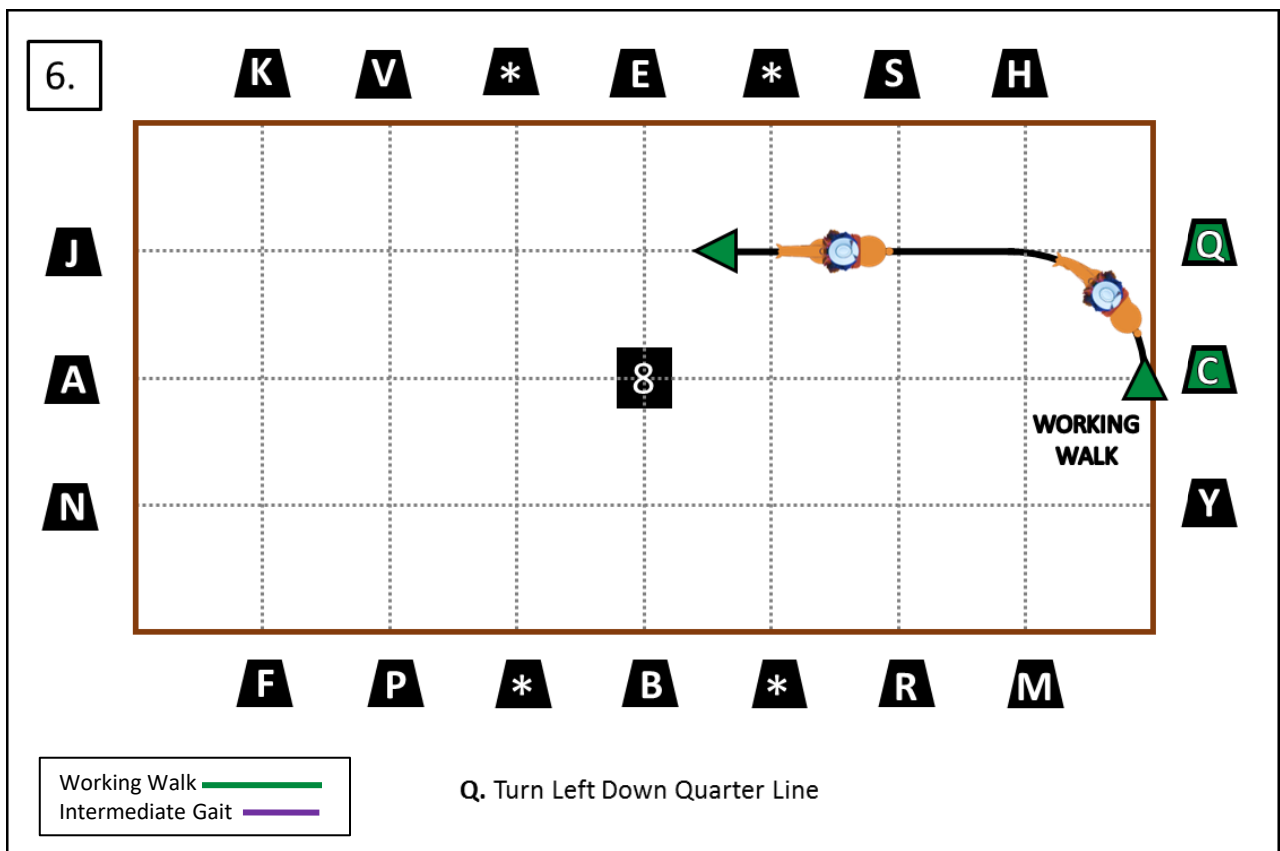 6.
K V * E * S H
J Q
A 8 C
WORKING
WALK
N Y
F P * B * R M
Working Walk
Intermediate Gait
Q. Turn Left Down Quarter Line